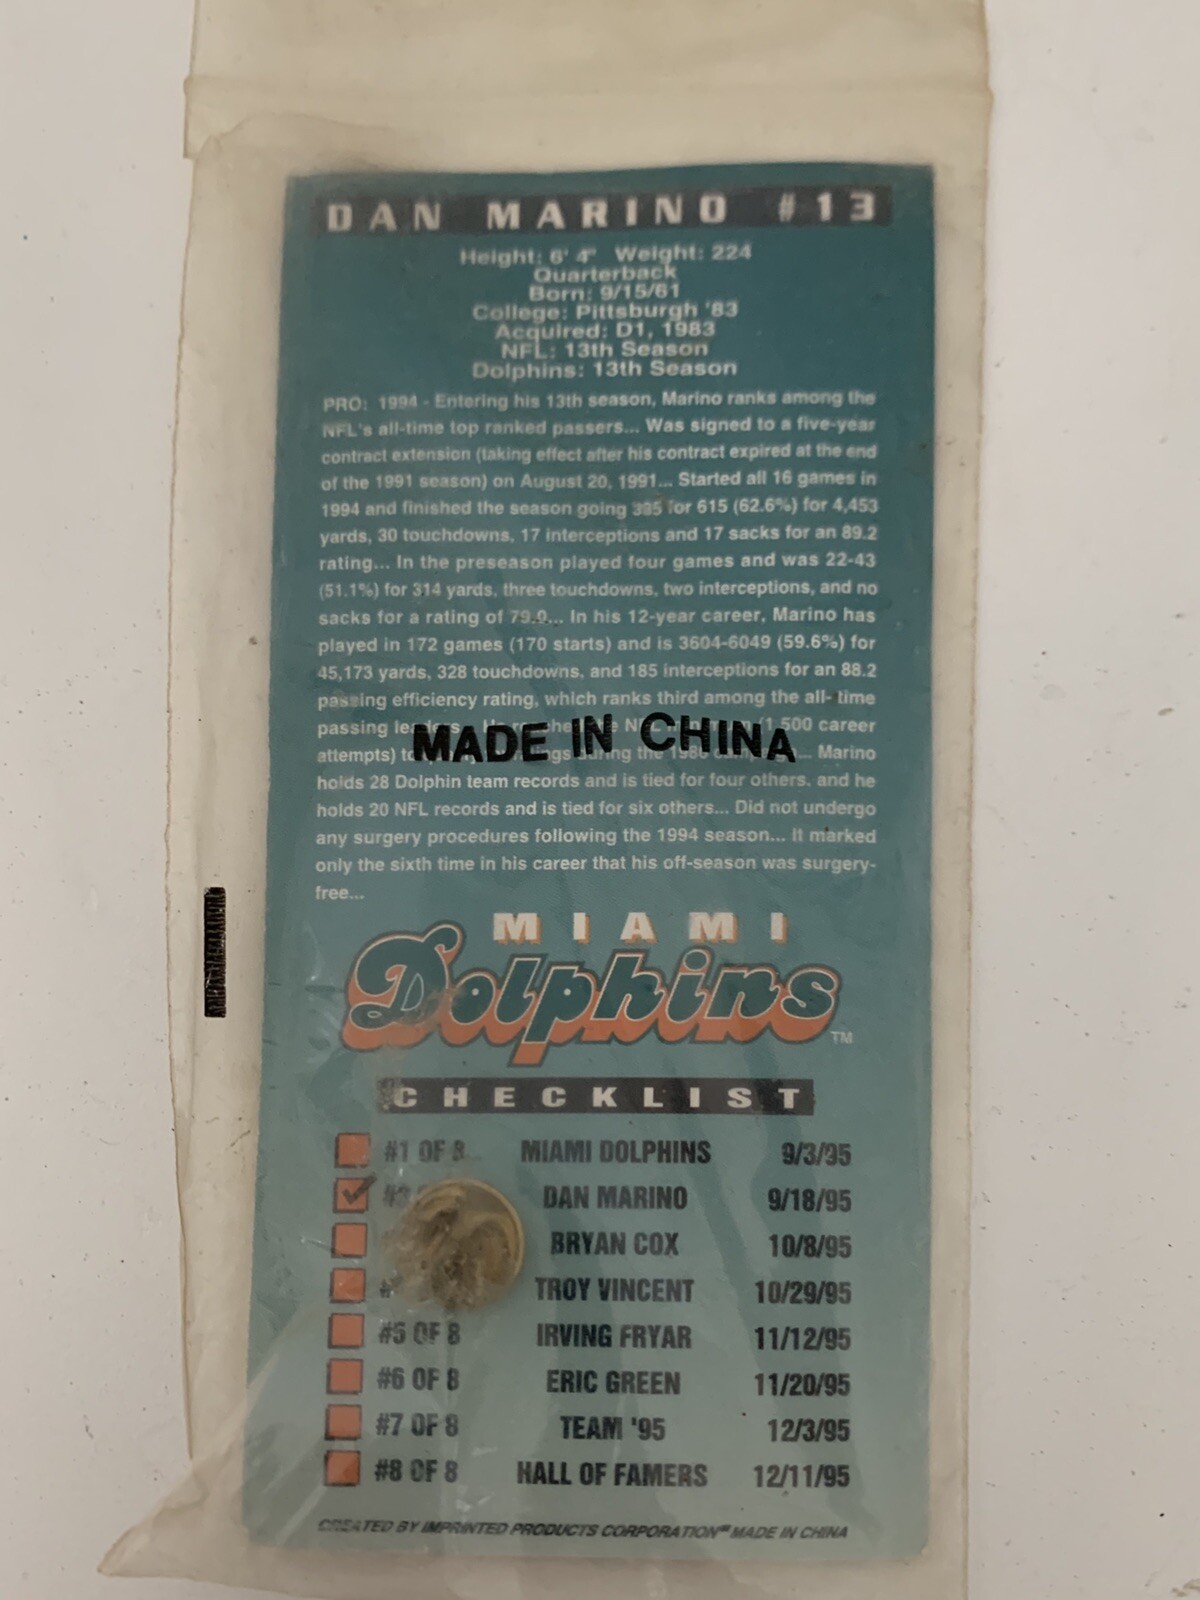 DAN MARINO #13
Height: 6' 4" Weight: 224
Quarterback
Born: 9/15/61
College: Pittsburgh '83
Acquired: D1, 1983
NFL: 13th Season
Dolphins: 13th Season
PRO: 1994 - Entering his 13th season, Marino ranks among the
NFL's all-time top ranked passers... Was signed to a five-year
contract extension (taking effect after his contract expired at the end
of the 1991 season) on August 20, 1991... Started all 16 games in
1994 and finished the season going 385 for 615 (62.6%) for 4,453
yards, 30 touchdowns, 17 interceptions and 17 sacks for an 89.2
rating... In the preseason played four games and was 22-43
(51.1%) for 314 yards, three touchdowns, two interceptions, and no
sacks for a rating of 79.9... In his 12-year career, Marino has
played in 172 games (170 starts) and is 3604-6049 (59.6%) for
45,173 yards, 328 touchdowns, and 185 interceptions for an 88.2
passing efficiency rating, which ranks third among the all-time
passing (1,500 career
MADE IN CHINA
attempts) during the ... Marino
holds 28 Dolphin team records and is tied for four others, and he
holds 20 NFL records and is tied for six others... Did not undergo
any surgery procedures following the 1994 season... It marked
only the sixth time in his career that his off-season was surgery-
free...
MIAMI
Dolphins TM
CHECKLIST
#1 OF 8 MIAMI DOLPHINS 9/3/95
DAN MARINO 9/18/95
BRYAN COX 10/8/95
TROY VINCENT 10/29/95
#5 OF 8 IRVING FRYAR 11/12/95
#6 OF 8 ERIC GREEN 11/20/95
#7 OF 8 TEAM '95 12/3/95
#8 OF 8 HALL OF FAMERS 12/11/95
CREATED BY IMPRINTED PRODUCTS CORPORATION MADE IN CHINA